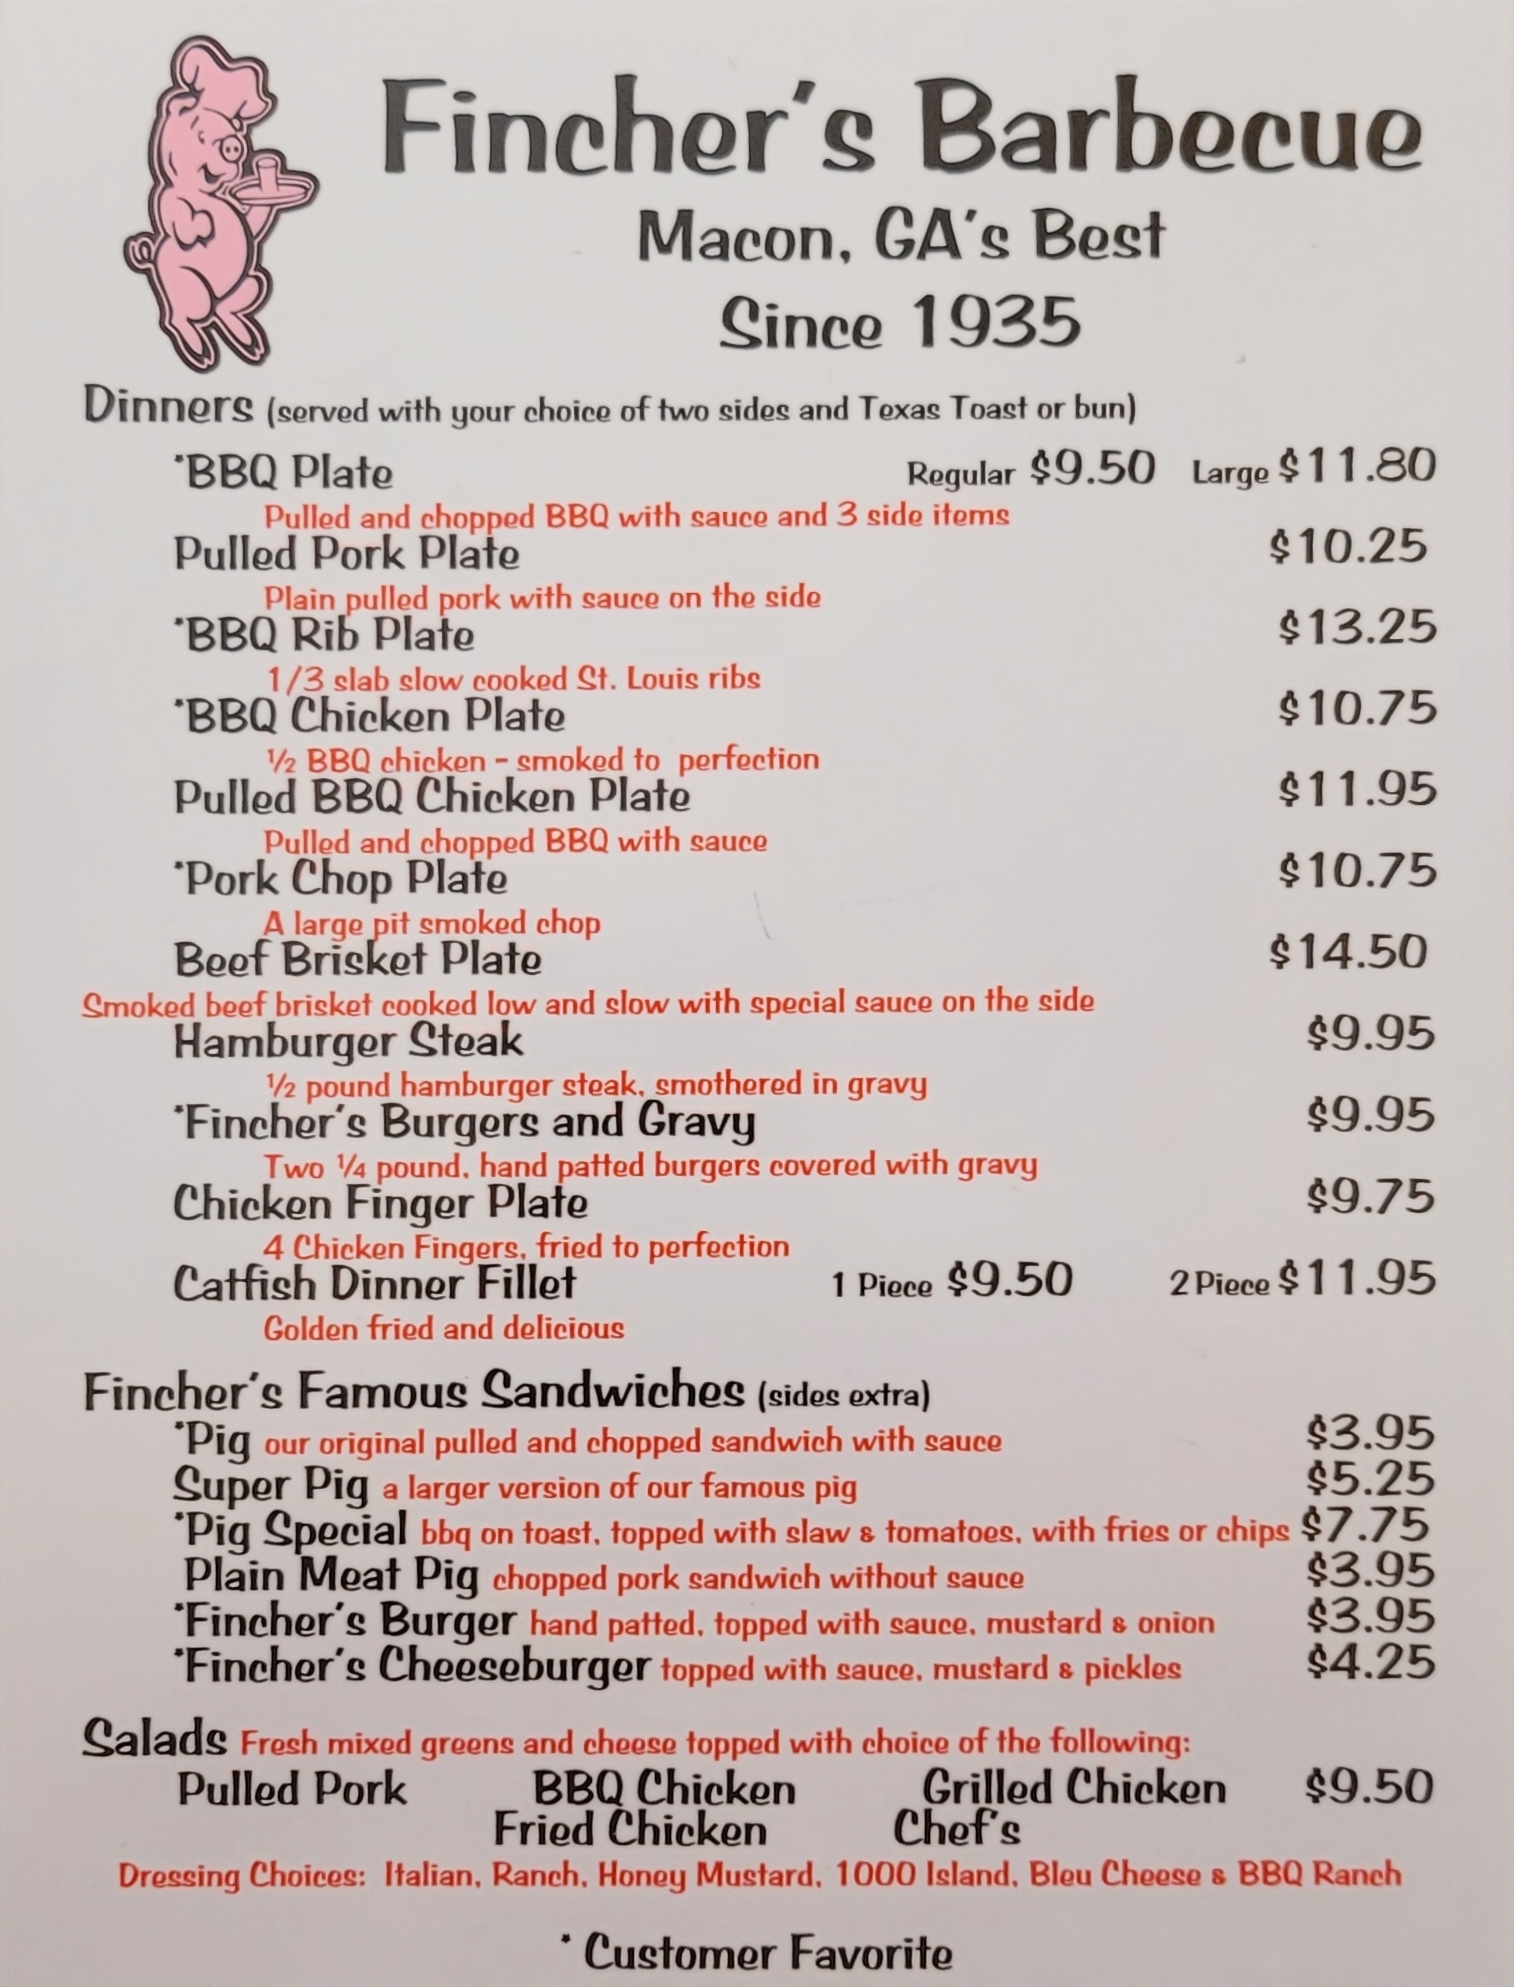 Fincher's Barbecue
Macon, GA's Best
Since 1935
Dinners (served with your choice of two sides and Texas Toast or bun)
*BBQ Plate Regular $9.50 Large $11.80
Pulled and chopped BBQ with sauce and 3 side items
Pulled Pork Plate $10.25
Plain pulled pork with sauce on the side
*BBQ Rib Plate $13.25
1/3 slab slow cooked St. Louis ribs
*BBQ Chicken Plate $10.75
½ BBQ chicken - smoked to perfection
Pulled BBQ Chicken Plate $11.95
Pulled and chopped BBQ with sauce
*Pork Chop Plate $10.75
A large pit smoked chop
Beef Brisket Plate $14.50
Smoked beef brisket cooked low and slow with special sauce on the side
Hamburger Steak $9.95
½ pound hamburger steak, smothered in gravy
*Fincher's Burgers and Gravy $9.95
Two ¼ pound, hand patted burgers covered with gravy
Chicken Finger Plate $9.75
4 Chicken Fingers, fried to perfection
Catfish Dinner Fillet 1 Piece $9.50 2 Piece $11.95
Golden fried and delicious
Fincher's Famous Sandwiches (sides extra)
*Pig our original pulled and chopped sandwich with sauce $3.95
Super Pig a larger version of our famous pig $5.25
*Pig Special bbq on toast, topped with slaw & tomatoes, with fries or chips $7.75
Plain Meat Pig chopped pork sandwich without sauce $3.95
*Fincher's Burger hand patted, topped with sauce, mustard & onion $3.95
*Fincher's Cheeseburger topped with sauce, mustard & pickles $4.25
Salads Fresh mixed greens and cheese topped with choice of the following:
Pulled Pork BBQ Chicken Grilled Chicken $9.50
Fried Chicken Chef's
Dressing Choices: Italian, Ranch, Honey Mustard, 1000 Island, Bleu Cheese & BBQ Ranch
* Customer Favorite